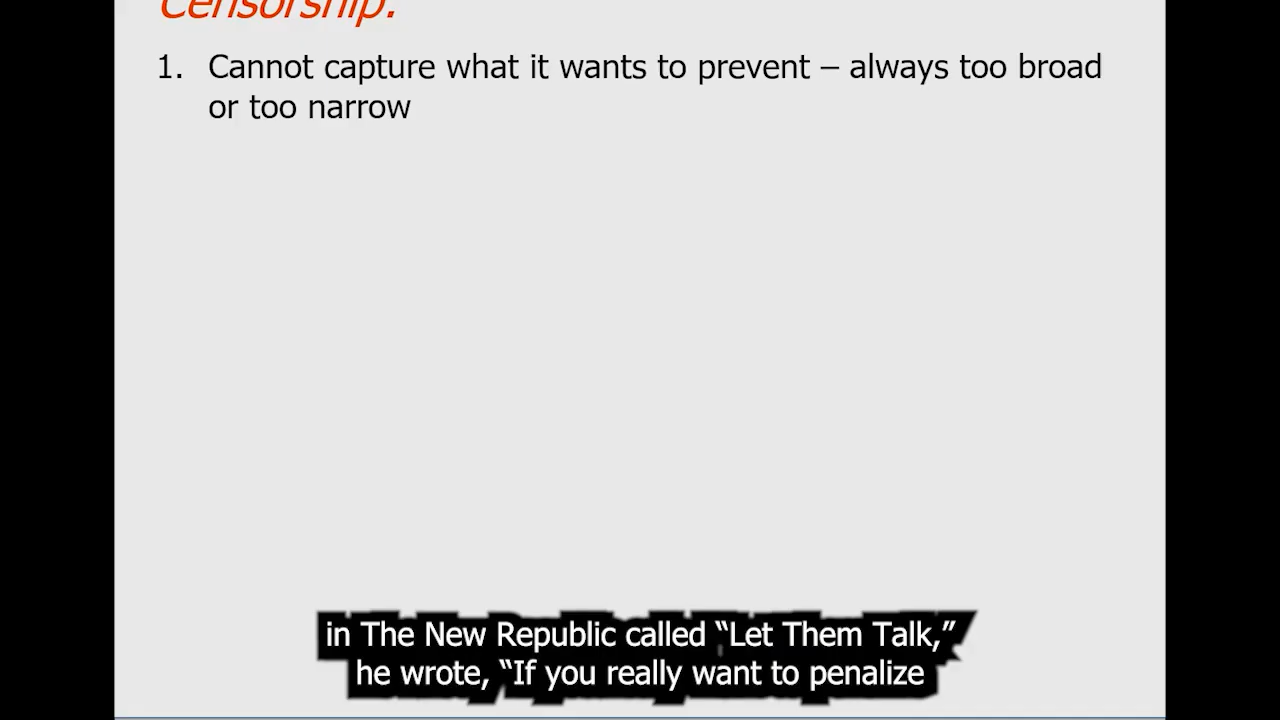 Censorship:
1. Cannot capture what it wants to prevent – always too broad
or too narrow
in The New Republic called “Let Them Talk,”
he wrote, “If you really want to penalize